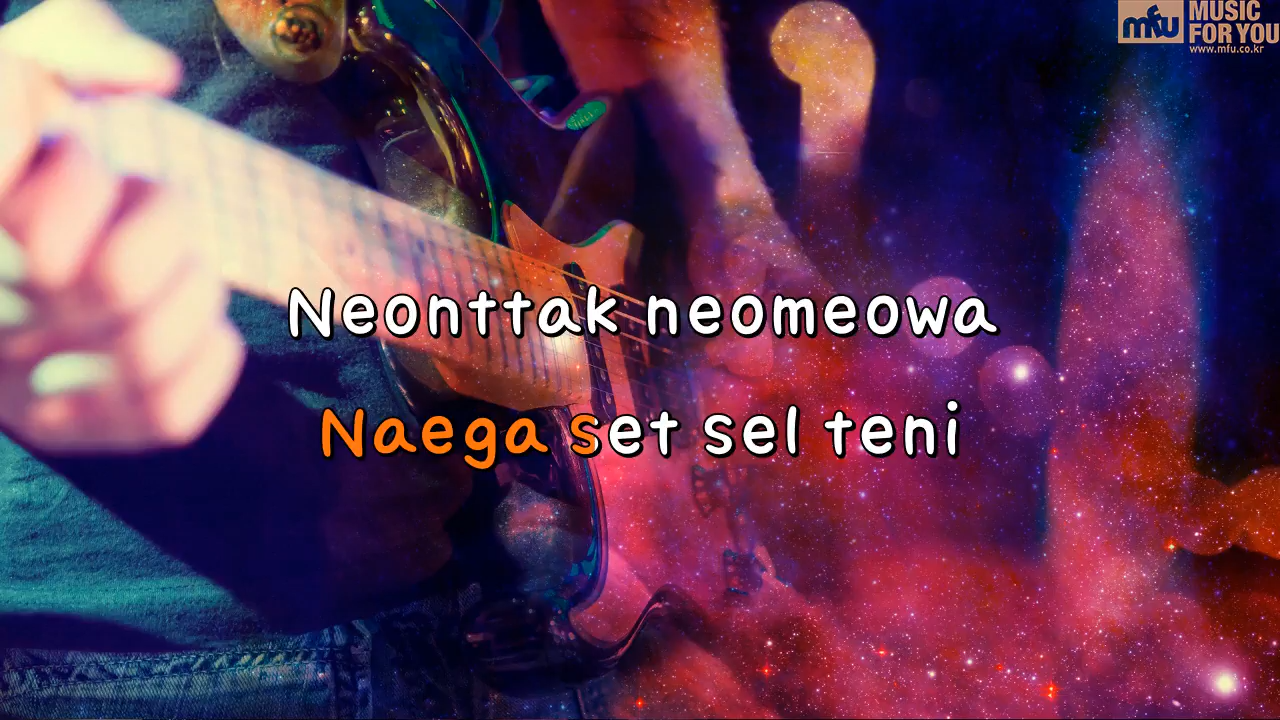 mfu MUSIC
FOR YOU
www.mfu.co.kr
Neonttak neomeowa
Naega set sel teni